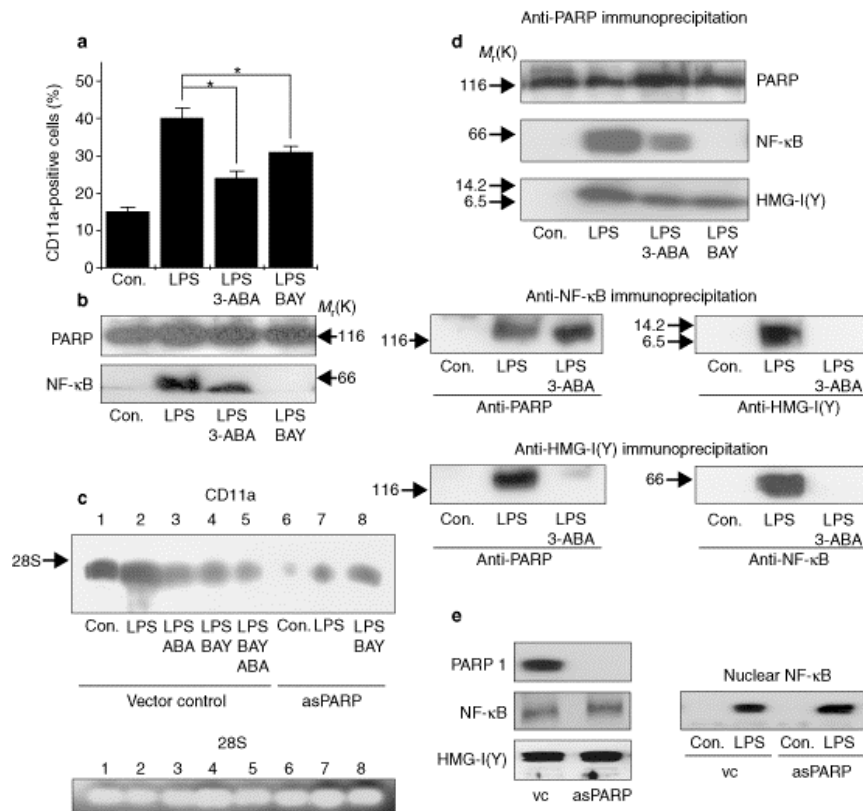 a
CD11a-positive cells (%)
50
40
30
20
10
0
*
*
Con. LPS LPS LPS
3-ABA BAY
b
Mr(K)
PARP 116
NF-κB 66
Con. LPS LPS LPS
3-ABA BAY
c
CD11a
1 2 3 4 5 6 7 8
28S
Con. LPS LPS LPS LPS Con. LPS LPS
ABA BAY BAY BAY
ABA
Vector control asPARP
28S
1 2 3 4 5 6 7 8
Anti-PARP immunoprecipitation
d
Mr(K)
116 PARP
66 NF-κB
14.2
6.5 HMG-I(Y)
Con. LPS LPS LPS
3-ABA BAY
Anti-NF-κB immunoprecipitation
116
Con. LPS LPS
3-ABA
Anti-PARP
14.2
6.5
Con. LPS LPS
3-ABA
Anti-HMG-I(Y)
Anti-HMG-I(Y) immunoprecipitation
116
Con. LPS LPS
3-ABA
Anti-PARP
66
Con. LPS LPS
3-ABA
Anti-NF-κB
e
PARP 1
NF-κB
HMG-I(Y)
vc asPARP
Nuclear NF-κB
Con. LPS Con. LPS
vc asPARP